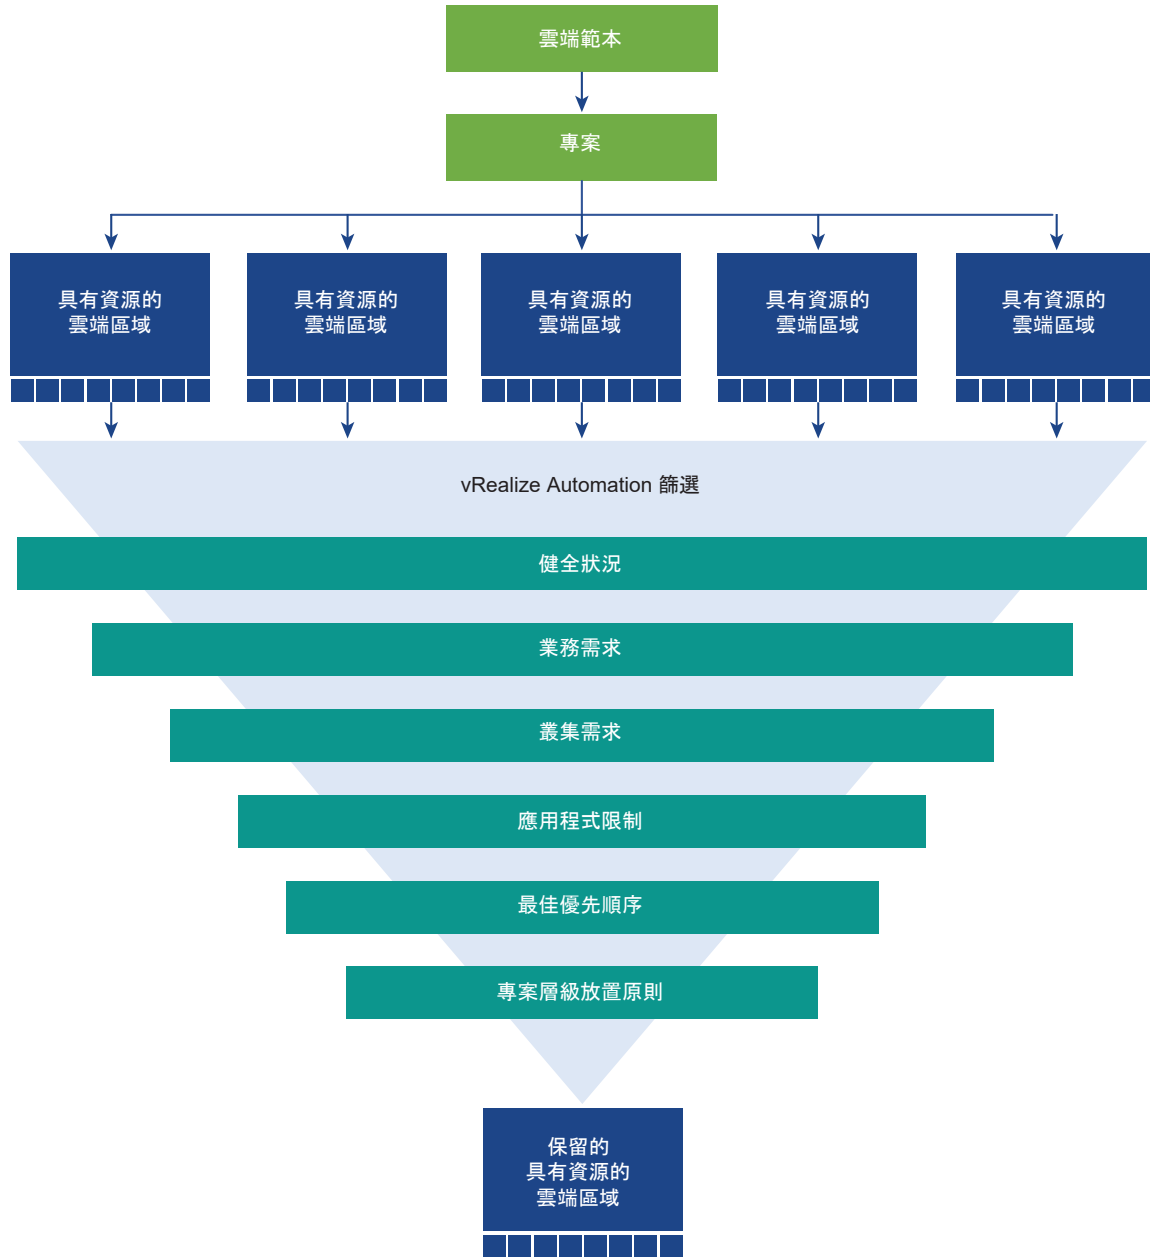 雲端範本
專案
具有資源的
雲端區域
具有資源的
雲端區域
具有資源的
雲端區域
具有資源的
雲端區域
具有資源的
雲端區域
vRealize Automation 篩選
健全狀況
業務需求
叢集需求
應用程式限制
最佳優先順序
專案層級放置原則
保留的
具有資源的
雲端區域